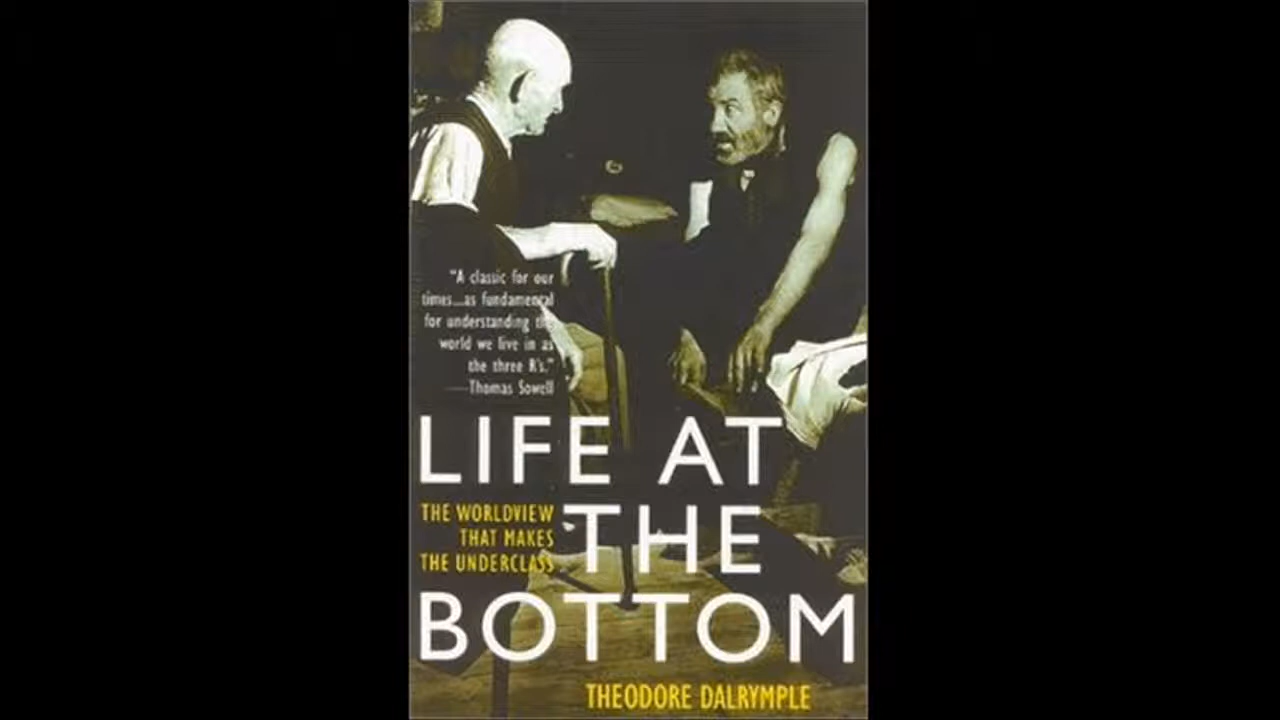 "A classic for our
times...as fundamental
for understanding the
world we live in as
the three R's."
—Thomas Sowell
LIFE AT
THE
BOTTOM
THE WORLDVIEW
THAT MAKES
THE UNDERCLASS
THEODORE DALRYMPLE